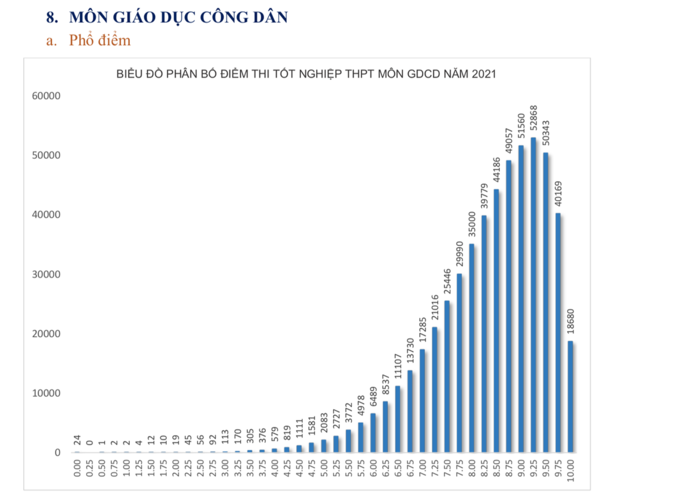 8. MÔN GIÁO DỤC CÔNG DÂN
a. Phổ điểm
BIỂU ĐỒ PHÂN BỐ ĐIỂM THI TỐT NGHIỆP THPT MÔN GDCD NĂM 2021
60000
50000
40000
30000
20000
10000
0
24 0 1 2 2 4 12 10 19 45 56 92 113 170 305 376 579 819 1111 1581 2083 2727 3772 4978 6489 8537 11107 13730 17285 21016 25446 29990 35000 39779 44186 49057 51560 52868 50343 40169 18680
0.00 0.25 0.50 0.75 1.00 1.25 1.50 1.75 2.00 2.25 2.50 2.75 3.00 3.25 3.50 3.75 4.00 4.25 4.50 4.75 5.00 5.25 5.50 5.75 6.00 6.25 6.50 6.75 7.00 7.25 7.50 7.75 8.00 8.25 8.50 8.75 9.00 9.25 9.50 9.75 10.00